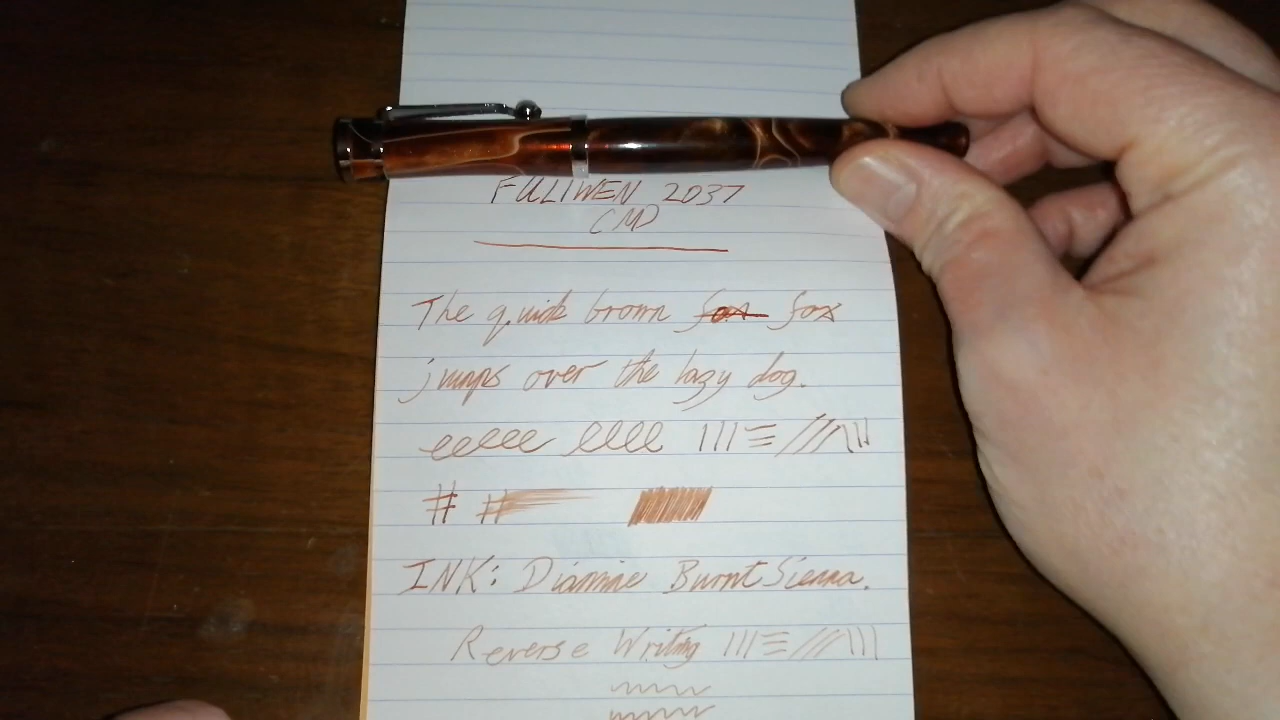 FULIWEN 2037
(M)
The quick brown fox fox
jumps over the lazy dog.
eeeee llll
# #
INK: Diamine Burnt Sienna.
Reverse Writing